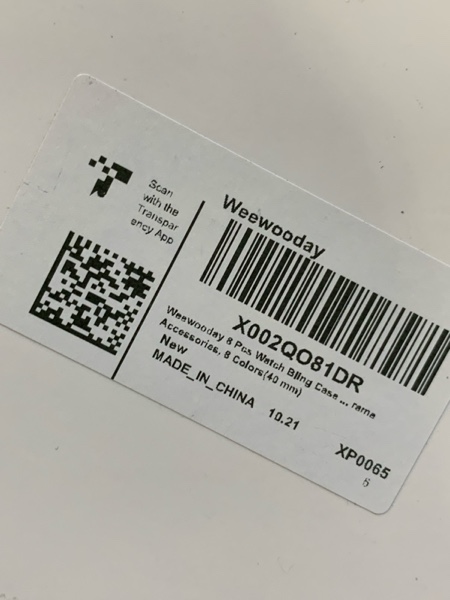 Scan
with the
Transpar
ency App
Weewooday
X002QO81DR
Weewooday 8 Pcs Watch Bling Case ... rame
Accessories, 8 Colors(40 mm)
New
MADE_IN_CHINA 10.21
XP0065
6